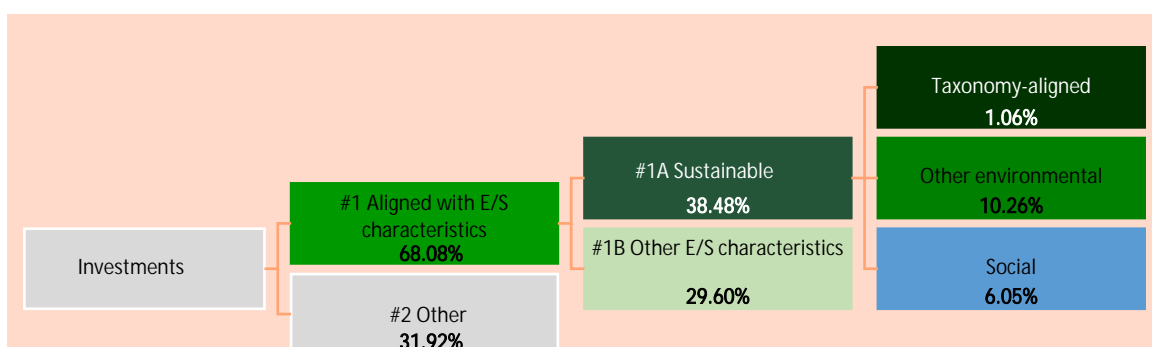 Investments
#1 Aligned with E/S
characteristics
68.08%
#2 Other
31.92%
#1A Sustainable
38.48%
#1B Other E/S characteristics
29.60%
Taxonomy-aligned
1.06%
Other environmental
10.26%
Social
6.05%